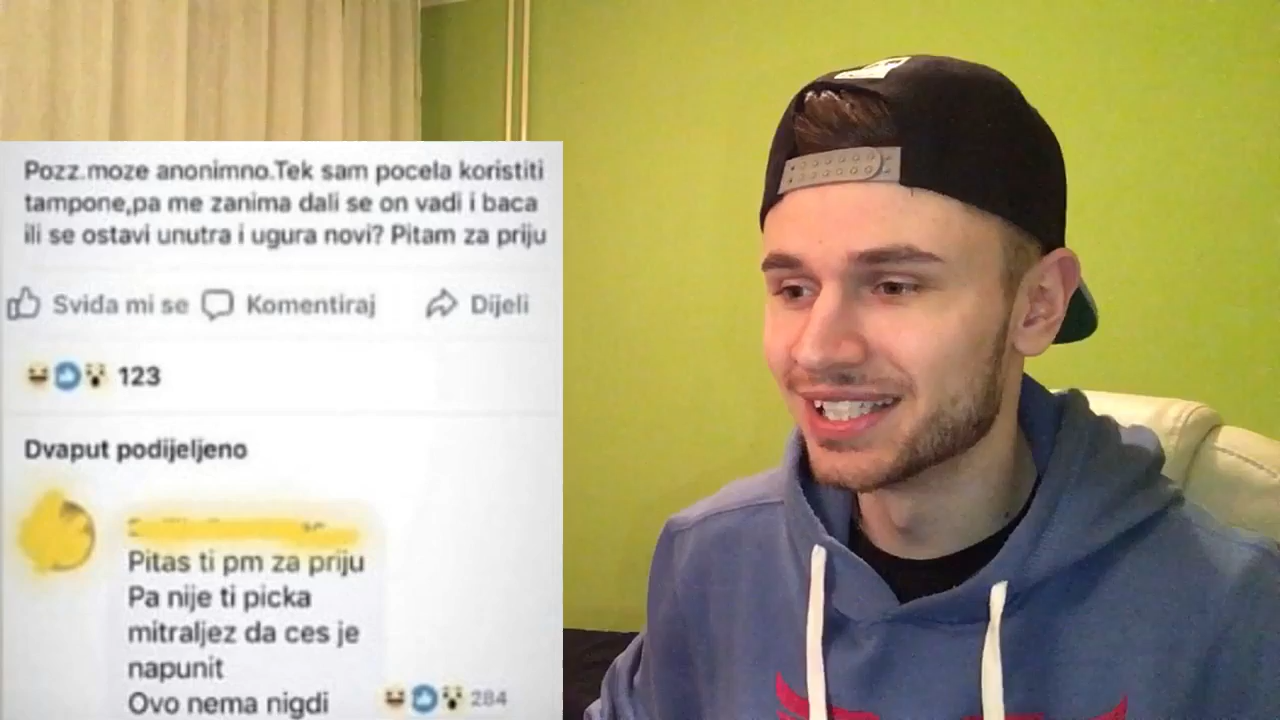 Pozz.moze anonimno.Tek sam pocela koristiti
tampone,pa me zanima dali se on vadi i baca
ili se ostavi unutra i ugura novi? Pitam za priju
Sviđa mi se
Komentiraj
Dijeli
123
Dvaput podijeljeno
Pitas ti pm za priju
Pa nije ti picka
mitraljez da ces je
napunit
Ovo nema nigdi
284